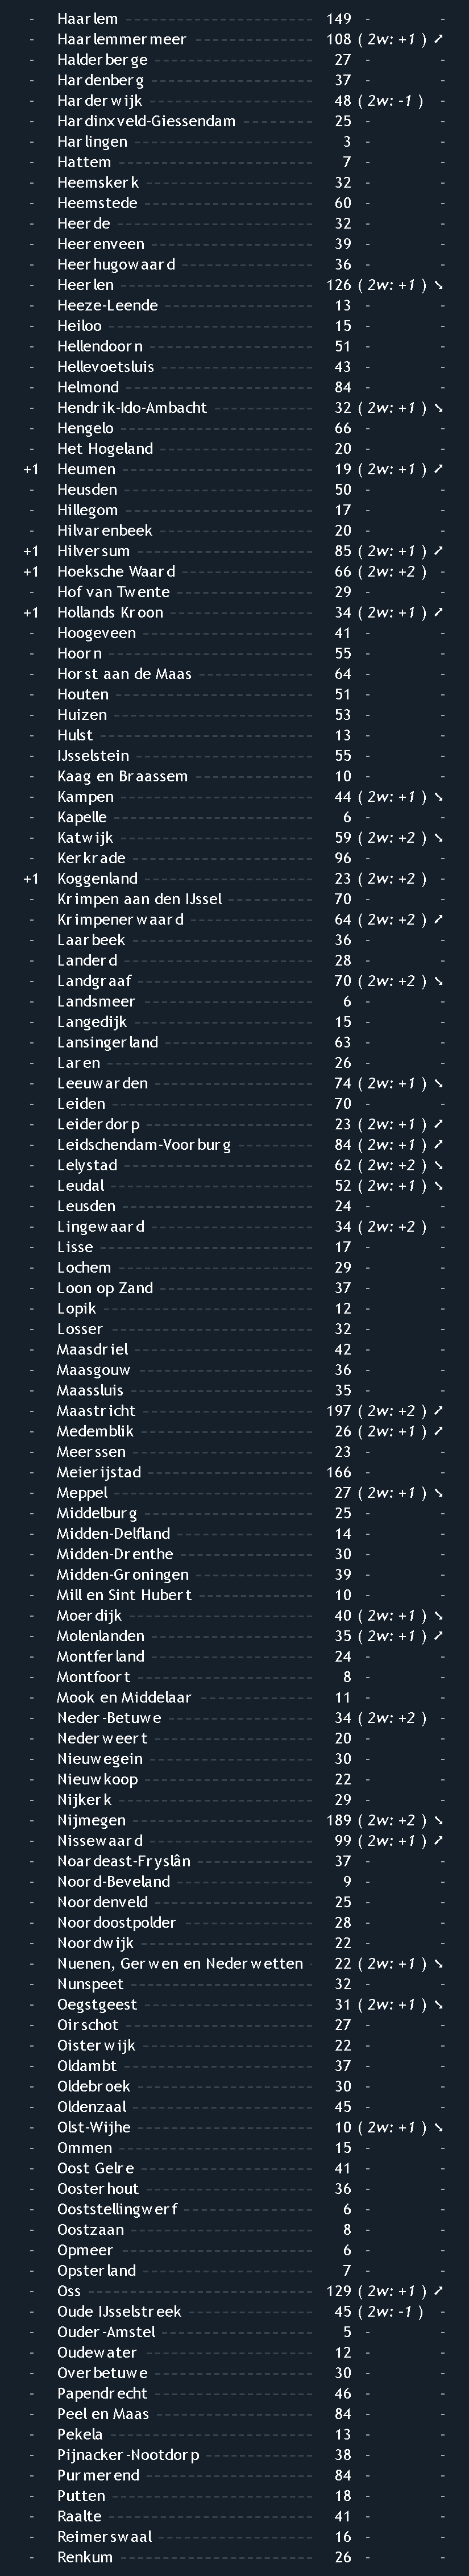 - Haarlem 149 - -
- Haarlemmermeer 108 ( 2w: +1 ) ➚
- Halderberge 27 - -
- Hardenberg 37 - -
- Harderwijk 48 ( 2w: -1 ) -
- Hardinxveld-Giessendam 25 - -
- Harlingen 3 - -
- Hattem 7 - -
- Heemskerk 32 - -
- Heemstede 60 - -
- Heerde 32 - -
- Heerenveen 39 - -
- Heerhugowaard 36 - -
- Heerlen 126 ( 2w: +1 ) ➘
- Heeze-Leende 13 - -
- Heiloo 15 - -
- Hellendoorn 51 - -
- Hellevoetsluis 43 - -
- Helmond 84 - -
- Hendrik-Ido-Ambacht 32 ( 2w: +1 ) ➘
- Hengelo 66 - -
- Het Hogeland 20 - -
+1 Heumen 19 ( 2w: +1 ) ➚
- Heusden 50 - -
- Hillegom 17 - -
- Hilvarenbeek 20 - -
+1 Hilversum 85 ( 2w: +1 ) ➚
+1 Hoeksche Waard 66 ( 2w: +2 ) -
- Hof van Twente 29 - -
+1 Hollands Kroon 34 ( 2w: +1 ) ➚
- Hoogeveen 41 - -
- Hoorn 55 - -
- Horst aan de Maas 64 - -
- Houten 51 - -
- Huizen 53 - -
- Hulst 13 - -
- IJsselstein 55 - -
- Kaag en Braassem 10 - -
- Kampen 44 ( 2w: +1 ) ➘
- Kapelle 6 - -
- Katwijk 59 ( 2w: +2 ) ➘
- Kerkrade 96 - -
+1 Koggenland 23 ( 2w: +2 ) -
- Krimpen aan den IJssel 70 - -
- Krimpenerwaard 64 ( 2w: +2 ) ➚
- Laarbeek 36 - -
- Landerd 28 - -
- Landgraaf 70 ( 2w: +2 ) ➘
- Landsmeer 6 - -
- Langedijk 15 - -
- Lansingerland 63 - -
- Laren 26 - -
- Leeuwarden 74 ( 2w: +1 ) ➘
- Leiden 70 - -
- Leiderdorp 23 ( 2w: +1 ) ➚
- Leidschendam-Voorburg 84 ( 2w: +1 ) ➚
- Lelystad 62 ( 2w: +2 ) ➘
- Leudal 52 ( 2w: +1 ) ➘
- Leusden 24 - -
- Lingewaard 34 ( 2w: +2 ) -
- Lisse 17 - -
- Lochem 29 - -
- Loon op Zand 37 - -
- Lopik 12 - -
- Losser 32 - -
- Maasdriel 42 - -
- Maasgouw 36 - -
- Maassluis 35 - -
- Maastricht 197 ( 2w: +2 ) ➚
- Medemblik 26 ( 2w: +1 ) ➚
- Meerssen 23 - -
- Meierijstad 166 - -
- Meppel 27 ( 2w: +1 ) ➘
- Middelburg 25 - -
- Midden-Delfland 14 - -
- Midden-Drenthe 30 - -
- Midden-Groningen 39 - -
- Mill en Sint Hubert 10 - -
- Moerdijk 40 ( 2w: +1 ) ➘
- Molenlanden 35 ( 2w: +1 ) ➚
- Montferland 24 - -
- Montfoort 8 - -
- Mook en Middelaar 11 - -
- Neder-Betuwe 34 ( 2w: +2 ) -
- Nederweert 20 - -
- Nieuwegein 30 - -
- Nieuwkoop 22 - -
- Nijkerk 29 - -
- Nijmegen 189 ( 2w: +2 ) ➘
- Nissewaard 99 ( 2w: +1 ) ➚
- Noardeast-Fryslân 37 - -
- Noord-Beveland 9 - -
- Noordenveld 25 - -
- Noordoostpolder 28 - -
- Noordwijk 22 - -
- Nuenen, Gerwen en Nederwetten 22 ( 2w: +1 ) ➘
- Nunspeet 32 - -
- Oegstgeest 31 ( 2w: +1 ) ➘
- Oirschot 27 - -
- Oisterwijk 22 - -
- Oldambt 37 - -
- Oldebroek 30 - -
- Oldenzaal 45 - -
- Olst-Wijhe 10 ( 2w: +1 ) ➘
- Ommen 15 - -
- Oost Gelre 41 - -
- Oosterhout 36 - -
- Ooststellingwerf 6 - -
- Oostzaan 8 - -
- Opmeer 6 - -
- Opsterland 7 - -
- Oss 129 ( 2w: +1 ) ➚
- Oude IJsselstreek 45 ( 2w: -1 ) -
- Ouder-Amstel 5 - -
- Oudewater 12 - -
- Overbetuwe 30 - -
- Papendrecht 46 - -
- Peel en Maas 84 - -
- Pekela 13 - -
- Pijnacker-Nootdorp 38 - -
- Purmerend 84 - -
- Putten 18 - -
- Raalte 41 - -
- Reimerswaal 16 - -
- Renkum 26 - -